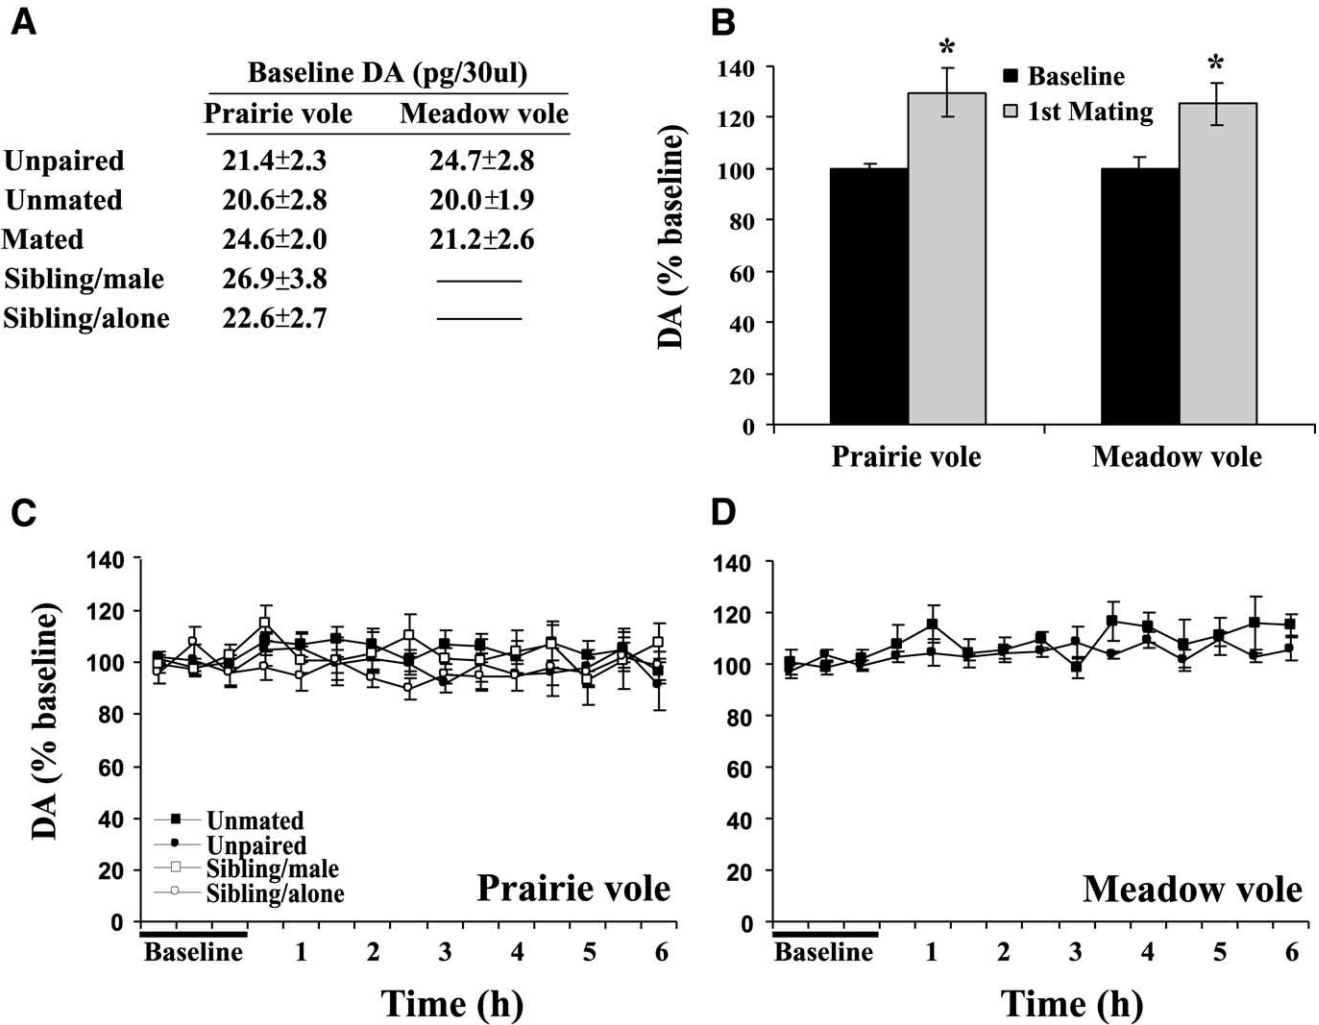 A
Baseline DA (pg/30ul)
Prairie vole Meadow vole
Unpaired 21.4±2.3 24.7±2.8
Unmated 20.6±2.8 20.0±1.9
Mated 24.6±2.0 21.2±2.6
Sibling/male 26.9±3.8
Sibling/alone 22.6±2.7
B
DA (% baseline)
140
120
100
80
60
40
20
0
* *
Baseline
1st Mating
Prairie vole Meadow vole
C
DA (% baseline)
140
120
100
80
60
40
20
0
Unmated
Unpaired
Sibling/male
Sibling/alone
Prairie vole
Baseline 1 2 3 4 5 6
Time (h)
D
140
120
100
80
60
40
20
0
Meadow vole
Baseline 1 2 3 4 5 6
Time (h)